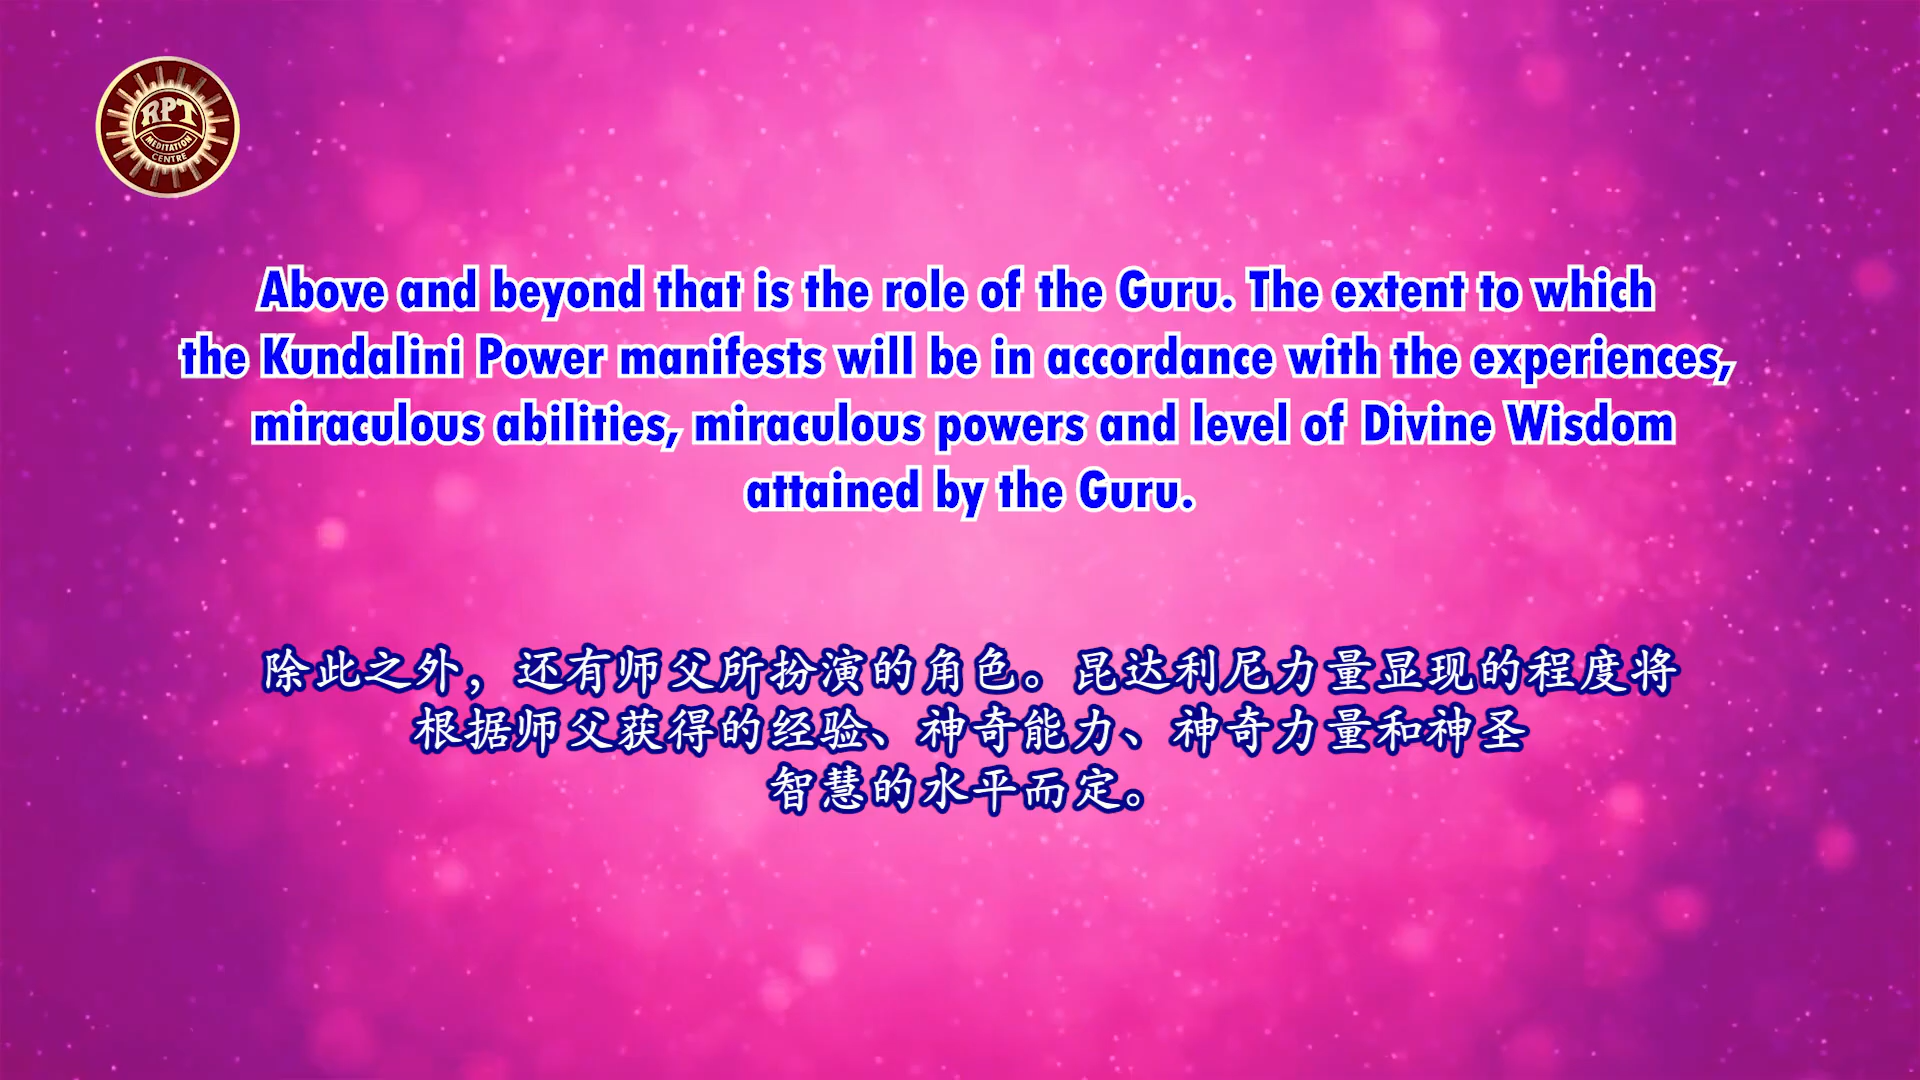 RPT
MEDITATION
CENTRE
Above and beyond that is the role of the Guru. The extent to which
the Kundalini Power manifests will be in accordance with the experiences,
miraculous abilities, miraculous powers and level of Divine Wisdom
attained by the Guru.
除此之外，还有师父所扮演的角色。昆达利尼力量显现的程度将
根据师父获得的经验、神奇能力、神奇力量和神圣
智慧的水平而定。